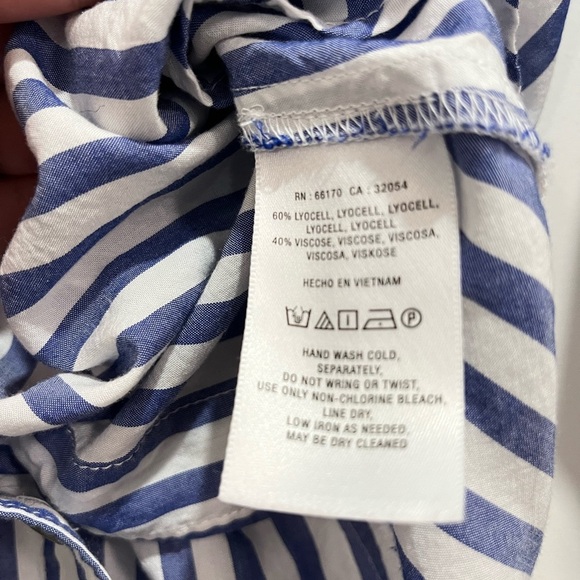 RN : 66170 CA : 32054
60% LYOCELL, LYOCELL, LYOCELL,
LYOCELL, LYOCELL
40% VISCOSE, VISCOSE, VISCOSA,
VISCOSA, VISKOSE
HECHO EN VIETNAM
P
HAND WASH COLD,
SEPARATELY,
DO NOT WRING OR TWIST,
USE ONLY NON-CHLORINE BLEACH,
LINE DRY,
LOW IRON AS NEEDED,
MAY BE DRY CLEANED